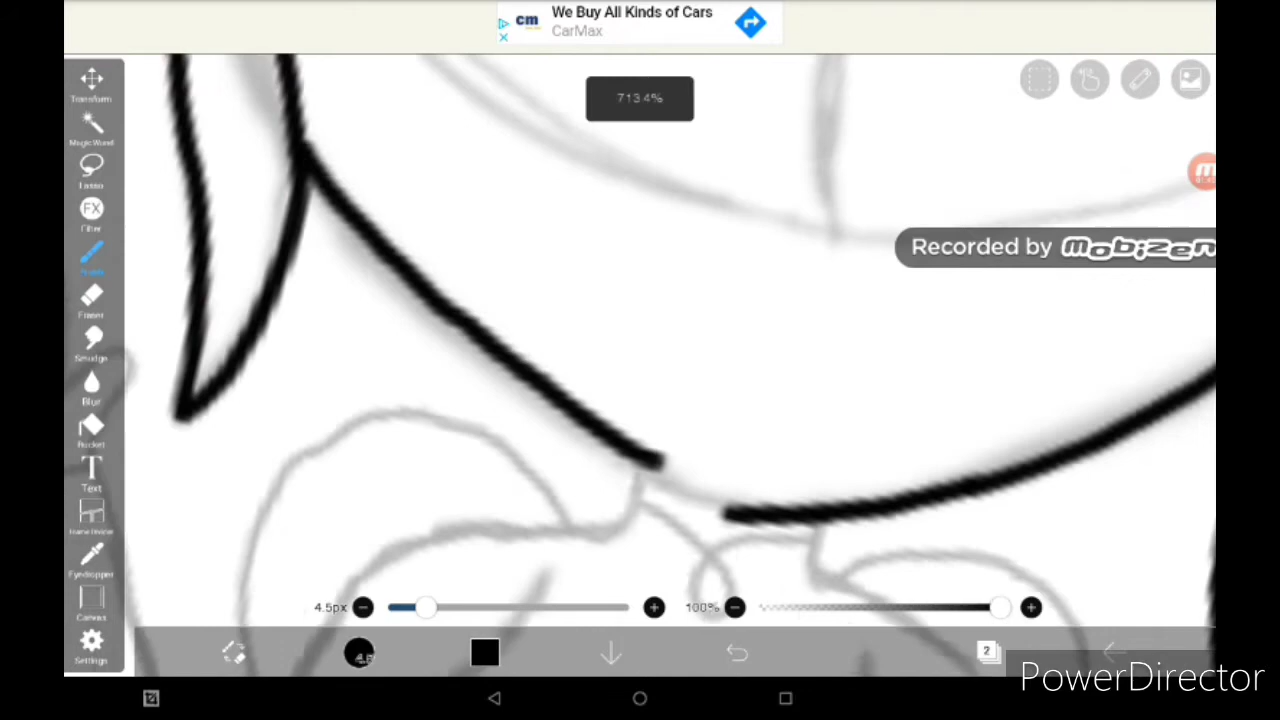 We Buy All Kinds of Cars
cm
CarMax
713.4%
Transform
Magic Wand
Lasso
FX
Filter
Eraser
Smudge
Blur
Bucket
T
Text
Frame Divider
Eyedropper
Canvas
Settings
Recorded by mobizen
4.5px
100%
2
PowerDirector